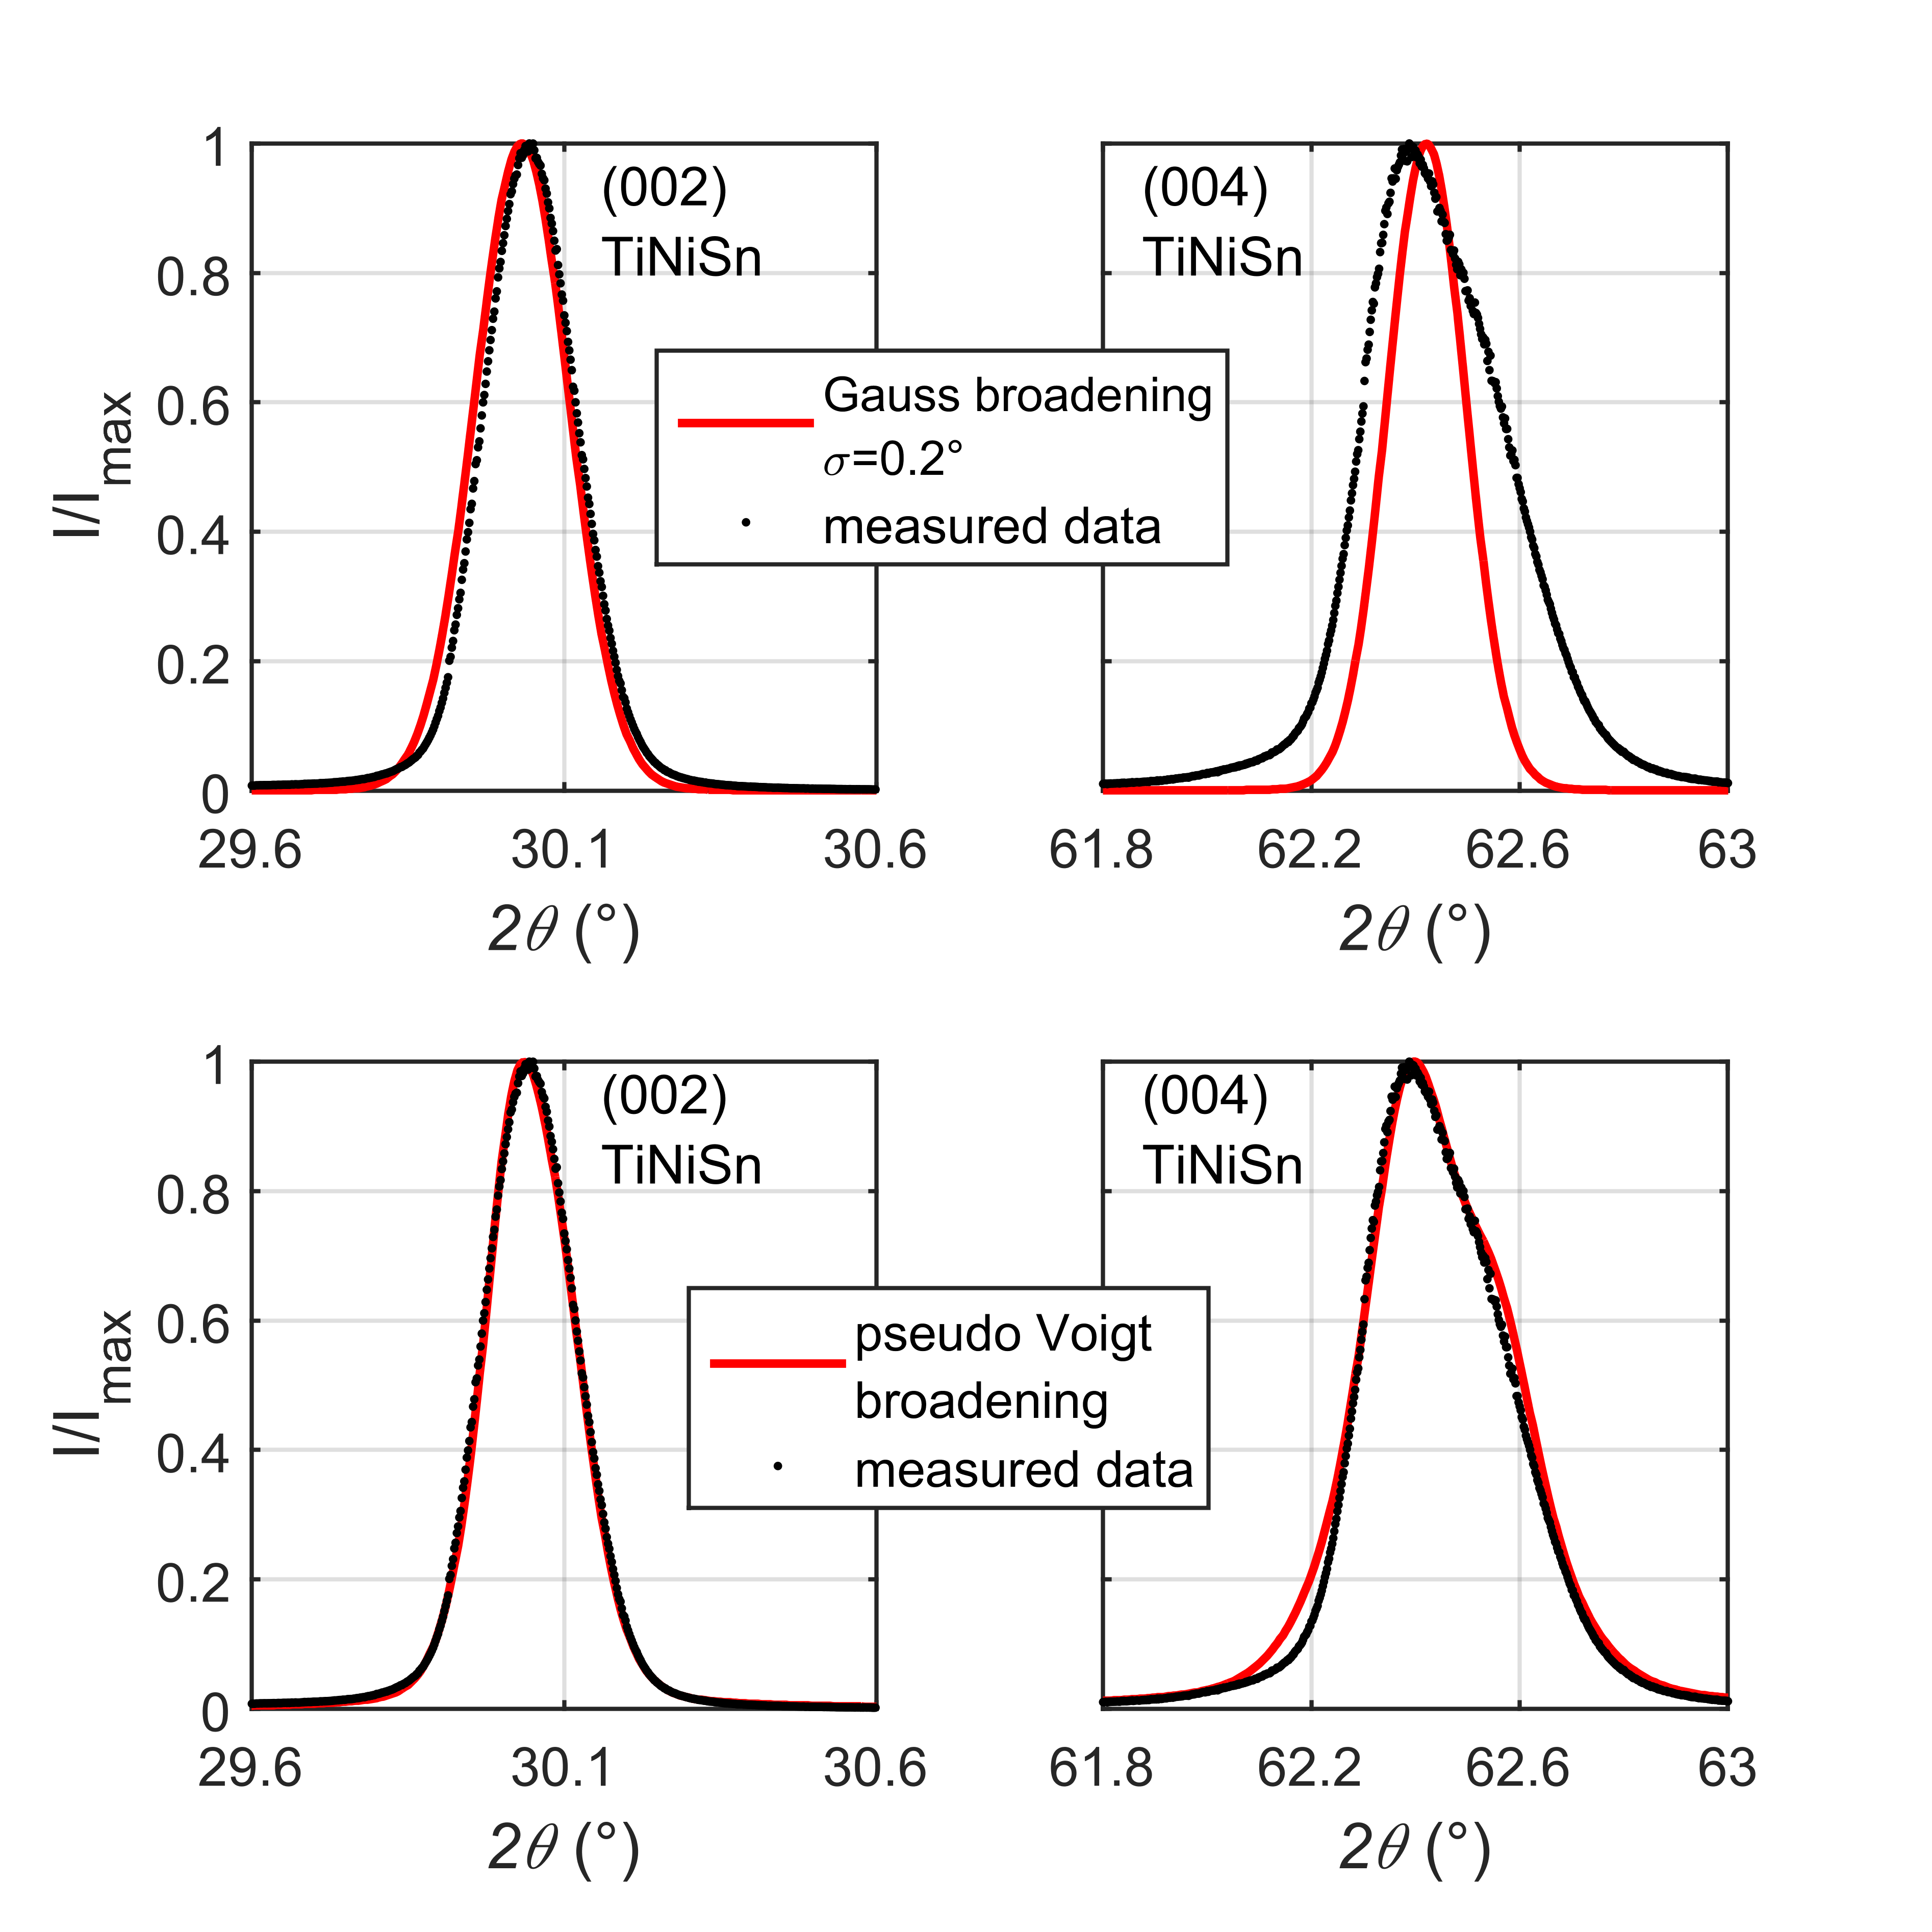 1
0.8
0.6
0.4
0.2
0
I/I_max
(002)
TiNiSn
(004)
TiNiSn
Gauss broadening
σ=0.2°
measured data
29.6 30.1 30.6
61.8 62.2 62.6 63
2θ (°)
2θ (°)
1
0.8
0.6
0.4
0.2
0
I/I_max
(002)
TiNiSn
(004)
TiNiSn
pseudo Voigt
broadening
measured data
29.6 30.1 30.6
61.8 62.2 62.6 63
2θ (°)
2θ (°)